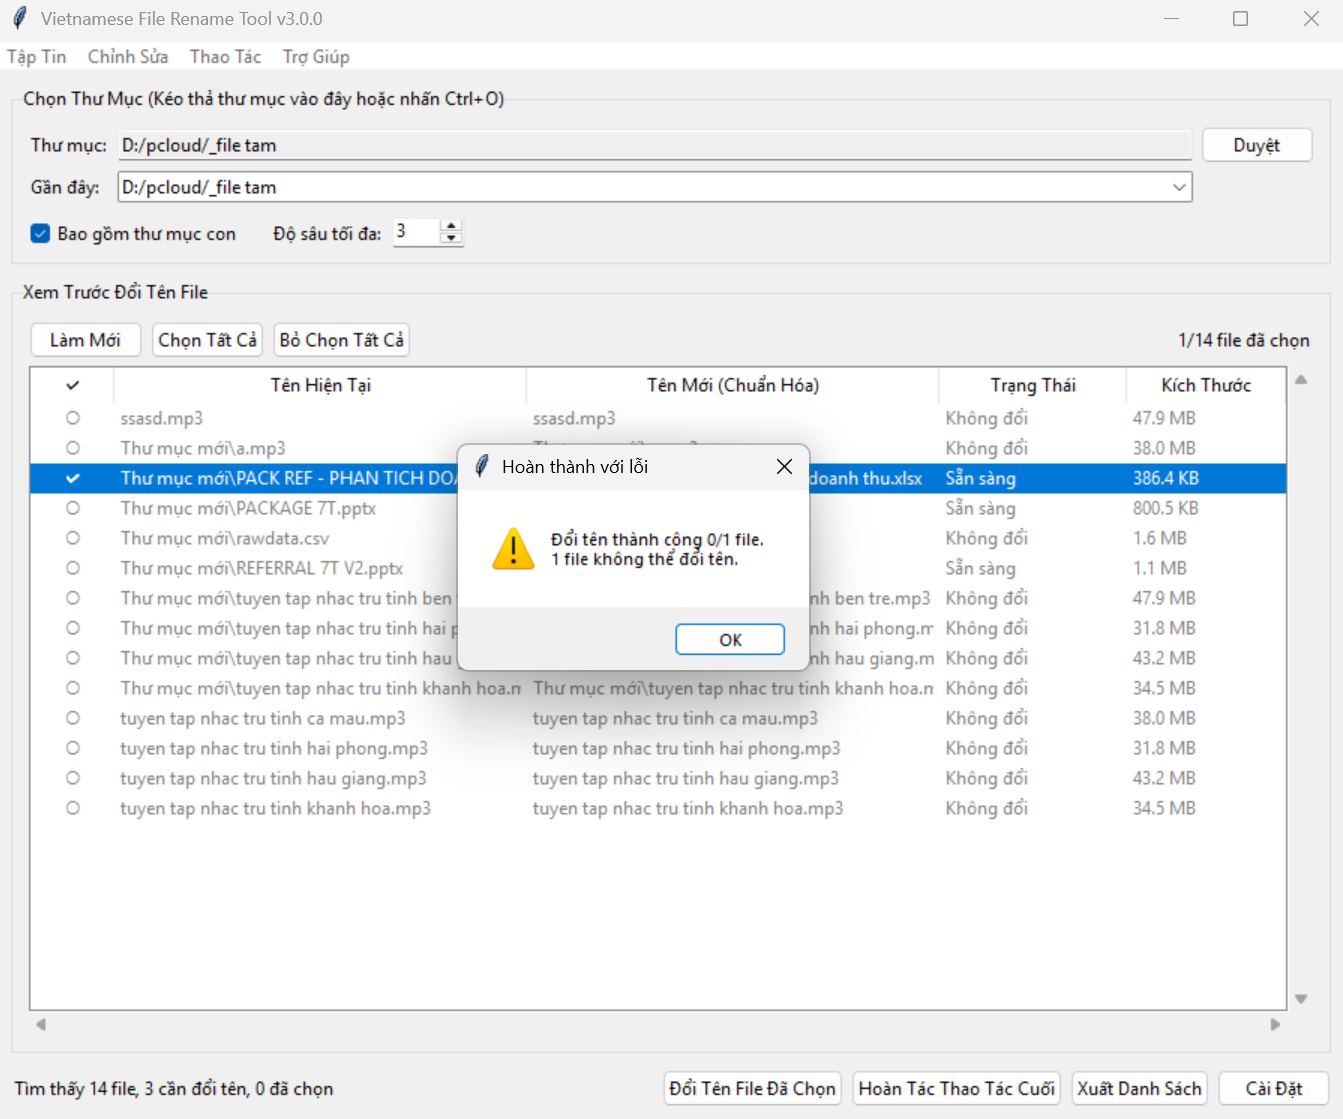 Vietnamese File Rename Tool v3.0.0
Tập Tin Chỉnh Sửa Thao Tác Trợ Giúp
Chọn Thư Mục (Kéo thả thư mục vào đây hoặc nhấn Ctrl+O)
Thư mục: D:/pcloud/_file tam Duyệt
Gần đây: D:/pcloud/_file tam
Bao gồm thư mục con Độ sâu tối đa: 3
Xem Trước Đổi Tên File
Làm Mới Chọn Tất Cả Bỏ Chọn Tất Cả 1/14 file đã chọn
Tên Hiện Tại Tên Mới (Chuẩn Hóa) Trạng Thái Kích Thước
ssasd.mp3 ssasd.mp3 Không đổi 47.9 MB
Thư mục mới\a.mp3 Không đổi 38.0 MB
Thư mục mới\PACK REF - PHAN TICH DOA doanh thu.xlsx Sẵn sàng 386.4 KB
Thư mục mới\PACKAGE 7T.pptx Sẵn sàng 800.5 KB
Thư mục mới\rawdata.csv Không đổi 1.6 MB
Thư mục mới\REFERRAL 7T V2.pptx Sẵn sàng 1.1 MB
Thư mục mới\tuyen tap nhac tru tinh ben nh ben tre.mp3 Không đổi 47.9 MB
Thư mục mới\tuyen tap nhac tru tinh hai p nh hai phong.m Không đổi 31.8 MB
Thư mục mới\tuyen tap nhac tru tinh hau nh hau giang.m Không đổi 43.2 MB
Thư mục mới\tuyen tap nhac tru tinh khanh hoa.m Thư mục mới\tuyen tap nhac tru tinh khanh hoa.m Không đổi 34.5 MB
tuyen tap nhac tru tinh ca mau.mp3 tuyen tap nhac tru tinh ca mau.mp3 Không đổi 38.0 MB
tuyen tap nhac tru tinh hai phong.mp3 tuyen tap nhac tru tinh hai phong.mp3 Không đổi 31.8 MB
tuyen tap nhac tru tinh hau giang.mp3 tuyen tap nhac tru tinh hau giang.mp3 Không đổi 43.2 MB
tuyen tap nhac tru tinh khanh hoa.mp3 tuyen tap nhac tru tinh khanh hoa.mp3 Không đổi 34.5 MB
Hoàn thành với lỗi
Đổi tên thành công 0/1 file.
1 file không thể đổi tên.
OK
Tìm thấy 14 file, 3 cần đổi tên, 0 đã chọn Đổi Tên File Đã Chọn Hoàn Tác Thao Tác Cuối Xuất Danh Sách Cài Đặt